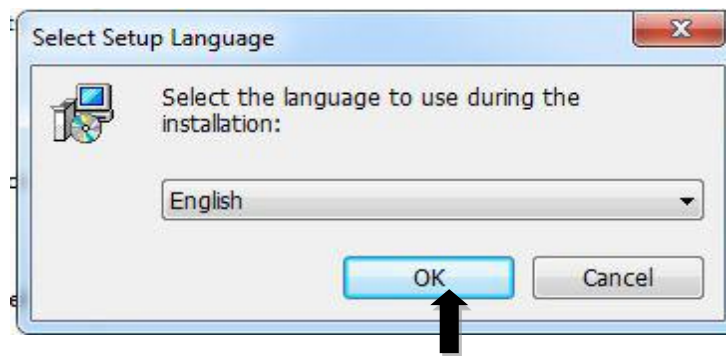 Select Setup Language
Select the language to use during the
installation:
English
OK
Cancel